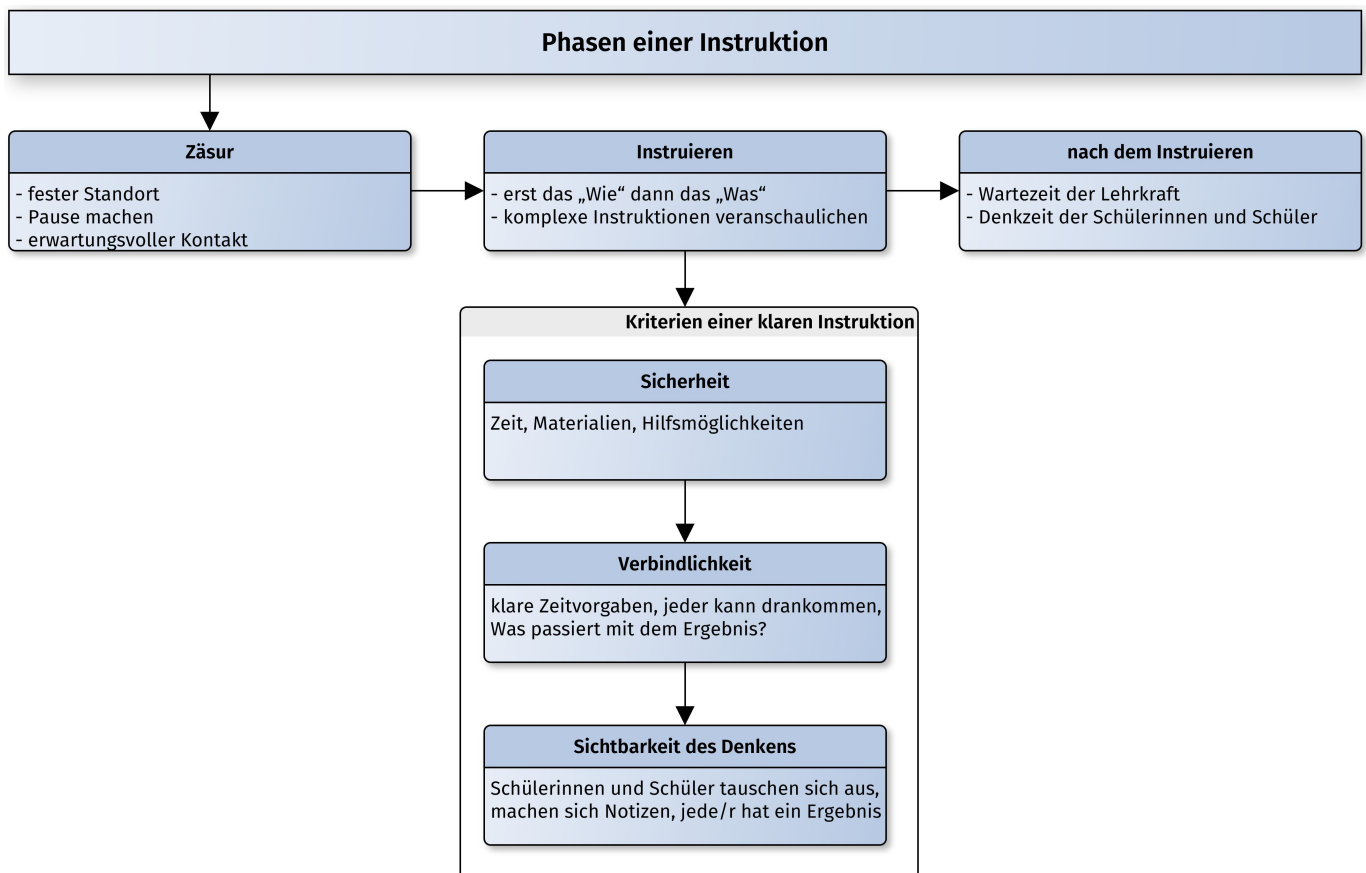 Phasen einer Instruktion
Zäsur
- fester Standort
- Pause machen
- erwartungsvoller Kontakt
Instruieren
- erst das „Wie“ dann das „Was“
- komplexe Instruktionen veranschaulichen
nach dem Instruieren
- Wartezeit der Lehrkraft
- Denkzeit der Schülerinnen und Schüler
Kriterien einer klaren Instruktion
Sicherheit
Zeit, Materialien, Hilfsmöglichkeiten
Verbindlichkeit
klare Zeitvorgaben, jeder kann drankommen,
Was passiert mit dem Ergebnis?
Sichtbarkeit des Denkens
Schülerinnen und Schüler tauschen sich aus,
machen sich Notizen, jede/r hat ein Ergebnis